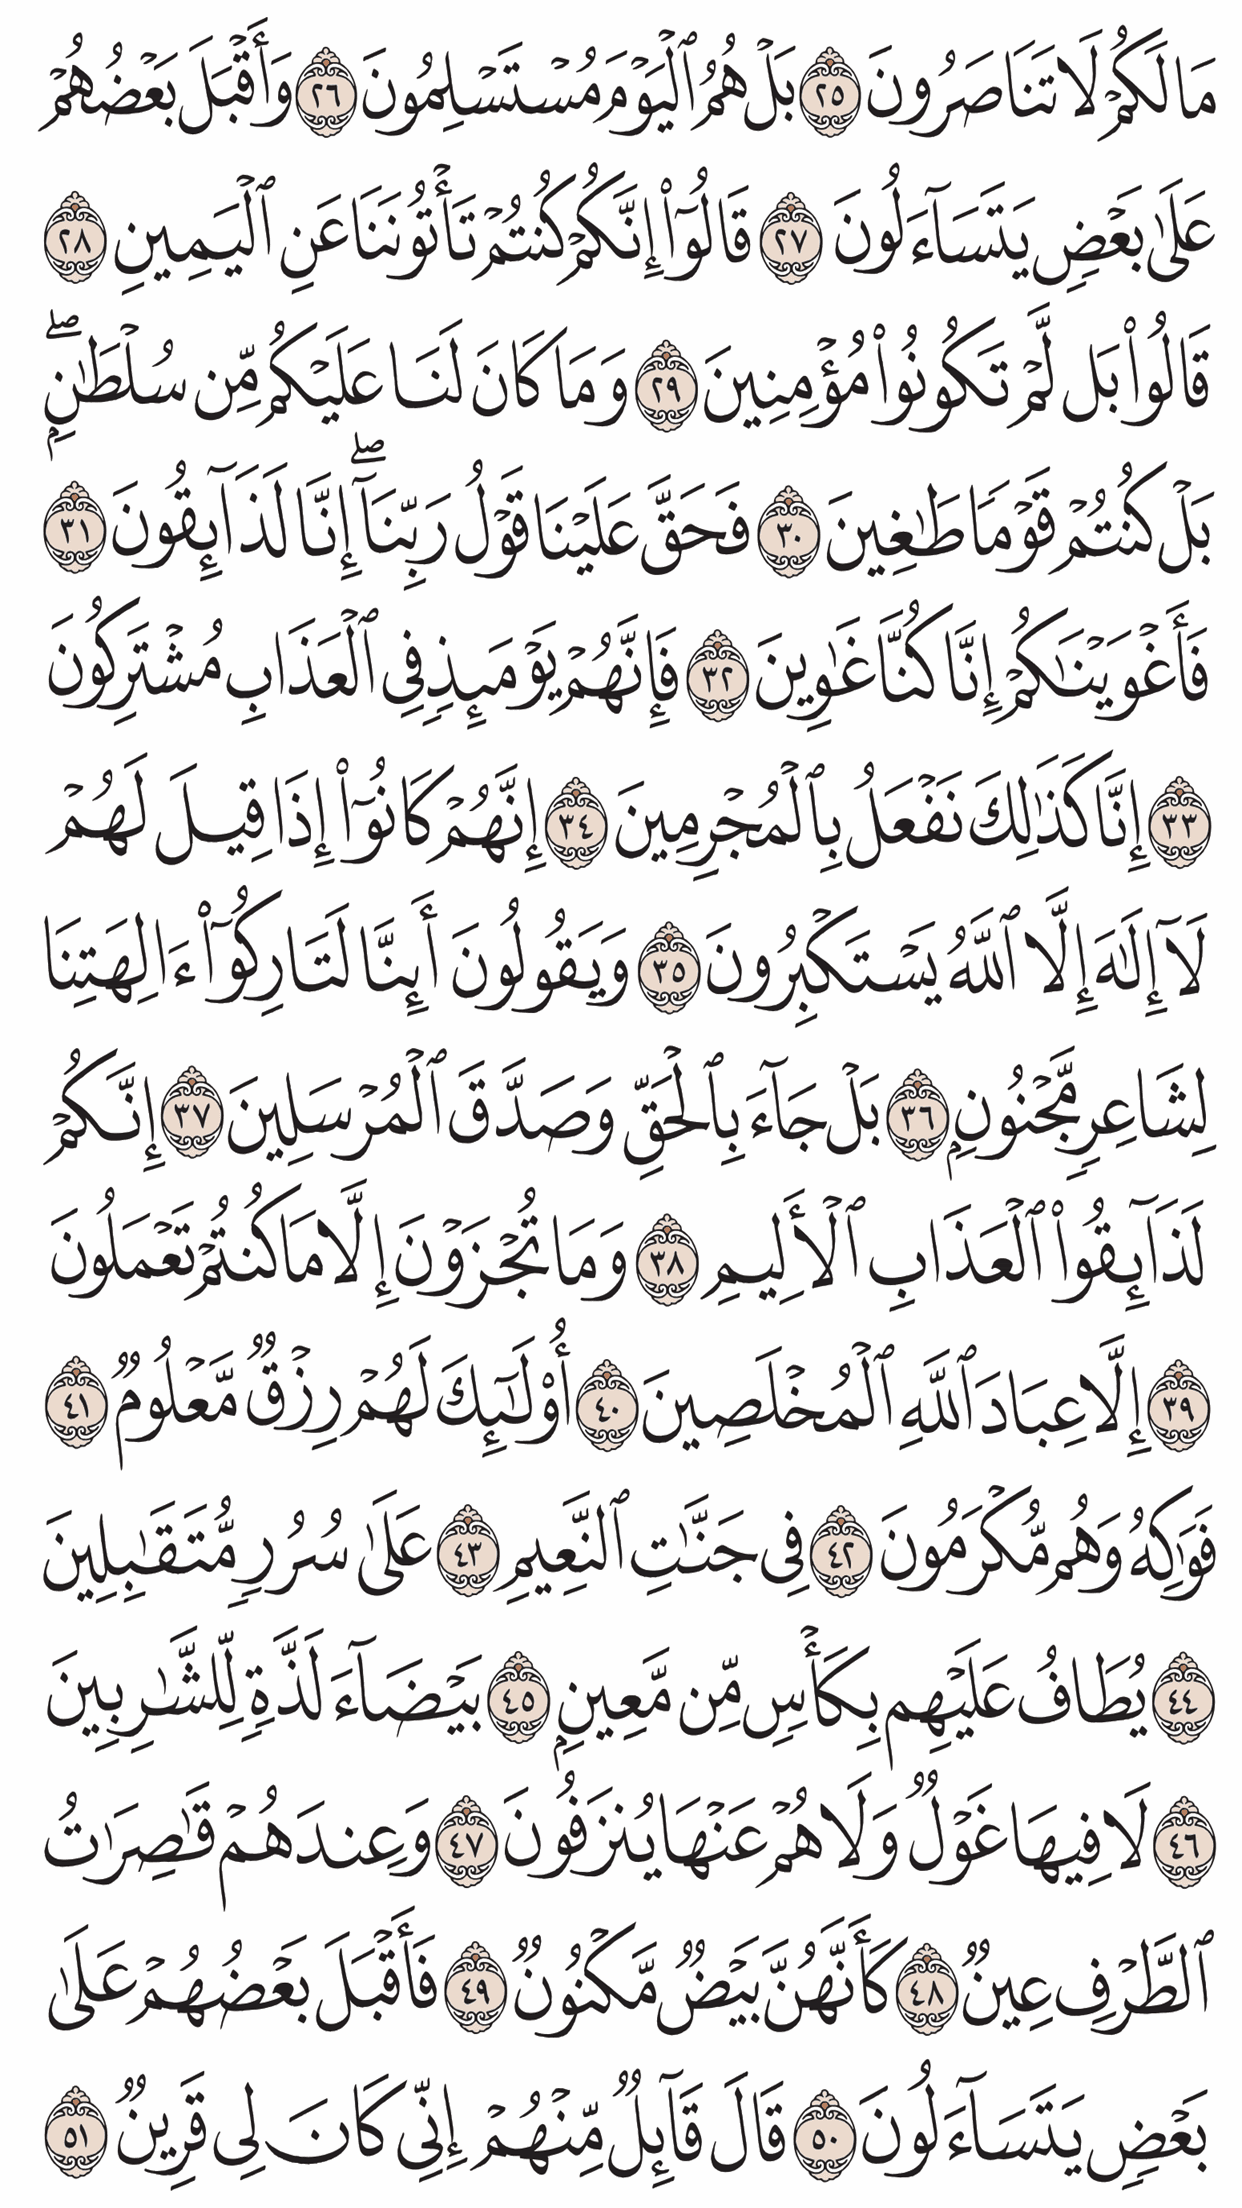 مَا لَكُمْ لَا تَنَاصَرُونَ ٢٥ بَلْ هُمُ ٱلْيَوْمَ مُسْتَسْلِمُونَ ٢٦ وَأَقْبَلَ بَعْضُهُمْ
عَلَىٰ بَعْضٍ يَتَسَآءَلُونَ ٢٧ قَالُوٓا۟ إِنَّكُمْ كُنتُمْ تَأْتُونَنَا عَنِ ٱلْيَمِينِ ٢٨
قَالُوا۟ بَل لَّمْ تَكُونُوا۟ مُؤْمِنِينَ ٢٩ وَمَا كَانَ لَنَا عَلَيْكُم مِّن سُلْطَـٰنٍۭ ۖ
بَلْ كُنتُمْ قَوْمًا طَـٰغِينَ ٣٠ فَحَقَّ عَلَيْنَا قَوْلُ رَبِّنَآ ۖ إِنَّا لَذَآئِقُونَ ٣١
فَأَغْوَيْنَـٰكُمْ إِنَّا كُنَّا غَـٰوِينَ ٣٢ فَإِنَّهُمْ يَوْمَئِذٍ فِى ٱلْعَذَابِ مُشْتَرِكُونَ
٣٣ إِنَّا كَذَٰلِكَ نَفْعَلُ بِٱلْمُجْرِمِينَ ٣٤ إِنَّهُمْ كَانُوٓا۟ إِذَا قِيلَ لَهُمْ
لَآ إِلَـٰهَ إِلَّا ٱللَّهُ يَسْتَكْبِرُونَ ٣٥ وَيَقُولُونَ أَئِنَّا لَتَارِكُوٓا۟ ءَالِهَتِنَا
لِشَاعِرٍ مَّجْنُونٍۭ ٣٦ بَلْ جَآءَ بِٱلْحَقِّ وَصَدَّقَ ٱلْمُرْسَلِينَ ٣٧ إِنَّكُمْ
لَذَآئِقُوا۟ ٱلْعَذَابِ ٱلْأَلِيمِ ٣٨ وَمَا تُجْزَوْنَ إِلَّا مَا كُنتُمْ تَعْمَلُونَ
٣٩ إِلَّا عِبَادَ ٱللَّهِ ٱلْمُخْلَصِينَ ٤٠ أُو۟لَـٰٓئِكَ لَهُمْ رِزْقٌ مَّعْلُومٌ ٤١
فَوَٰكِهُ وَهُم مُّكْرَمُونَ ٤٢ فِى جَنَّـٰتِ ٱلنَّعِيمِ ٤٣ عَلَىٰ سُرُرٍ مُّتَقَـٰبِلِينَ
٤٤ يُطَافُ عَلَيْهِم بِكَأْسٍ مِّن مَّعِينٍۭ ٤٥ بَيْضَآءَ لَذَّةٍ لِّلشَّـٰرِبِينَ
٤٦ لَا فِيهَا غَوْلٌ وَلَا هُمْ عَنْهَا يُنزَفُونَ ٤٧ وَعِندَهُمْ قَـٰصِرَٰتُ
ٱلطَّرْفِ عِينٌ ٤٨ كَأَنَّهُنَّ بَيْضٌ مَّكْنُونٌ ٤٩ فَأَقْبَلَ بَعْضُهُمْ عَلَىٰ
بَعْضٍ يَتَسَآءَلُونَ ٥٠ قَالَ قَآئِلٌ مِّنْهُمْ إِنِّى كَانَ لِى قَرِينٌ ٥١